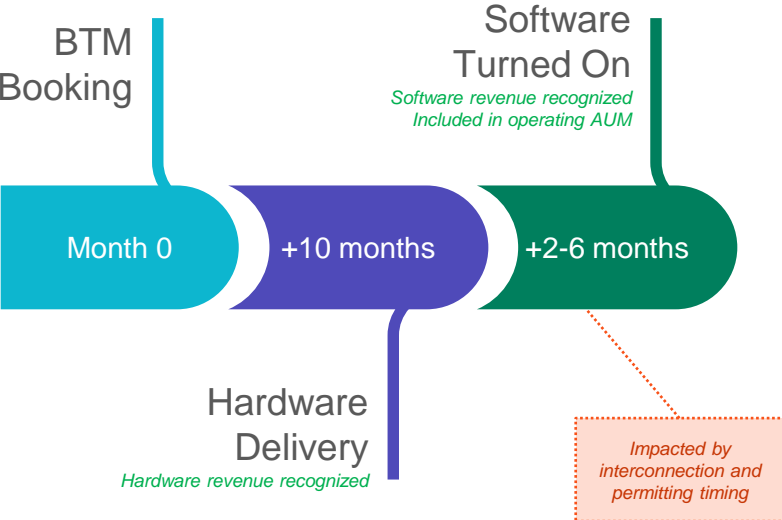 BTM
Booking
Software
Turned On
Software revenue recognized
Included in operating AUM
Month 0
+10 months
+2-6 months
Hardware
Delivery
Hardware revenue recognized
Impacted by
interconnection and
permitting timing